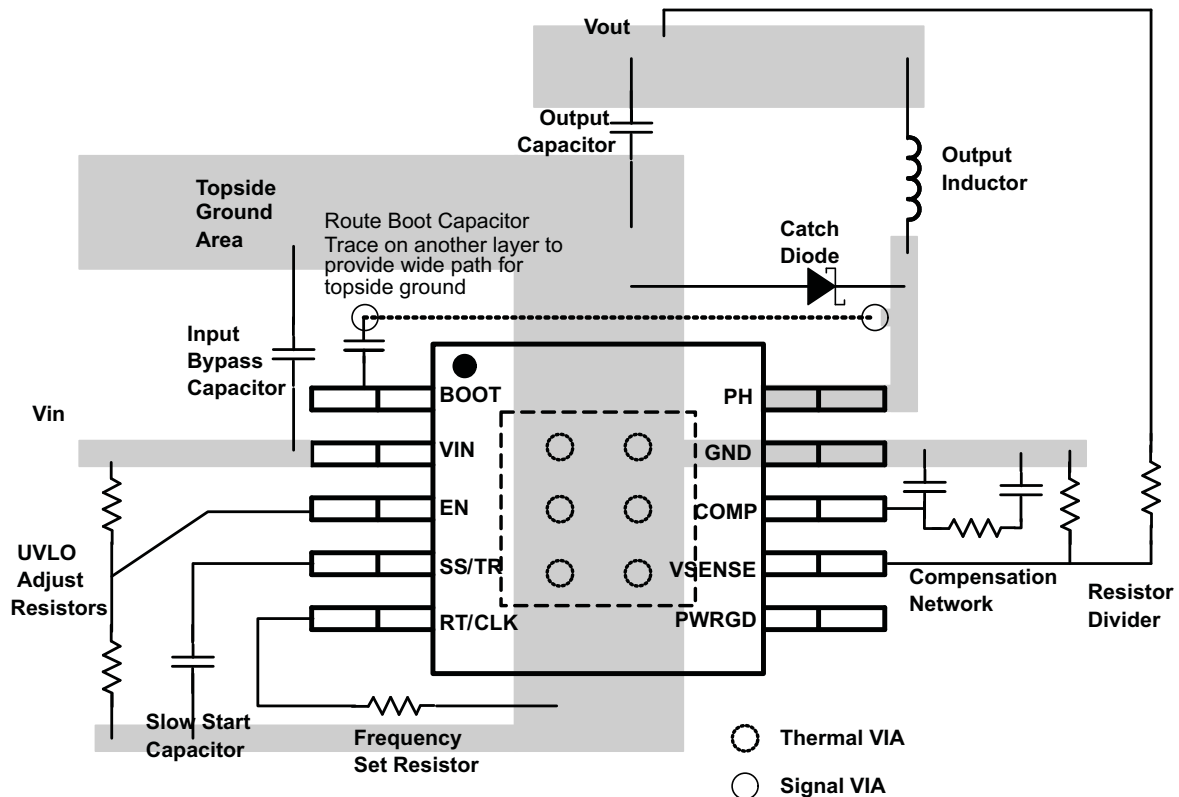 Vout
Output
Capacitor
Output
Inductor
Topside
Ground
Area
Route Boot Capacitor
Trace on another layer to
provide wide path for
topside ground
Catch
Diode
Input
Bypass
Capacitor
Vin
BOOT
VIN
EN
SS/TR
RT/CLK
PH
GND
COMP
VSENSE
PWRGD
UVLO
Adjust
Resistors
Compensation
Network
Resistor
Divider
Slow Start
Capacitor
Frequency
Set Resistor
Thermal VIA
Signal VIA